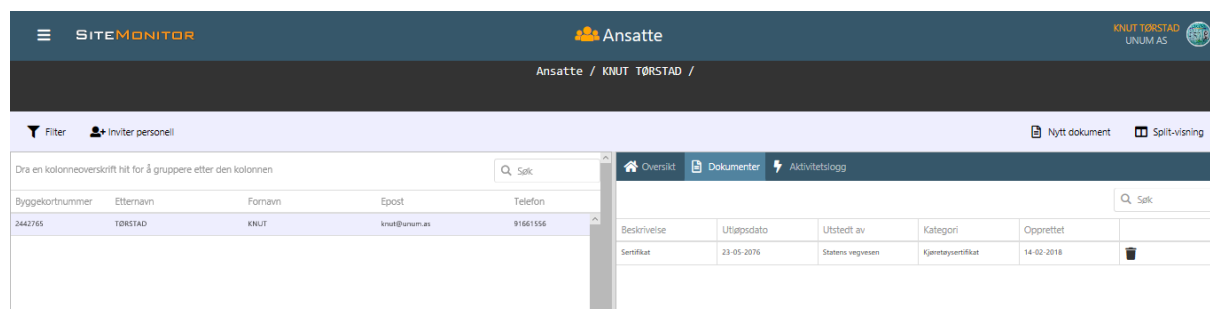 SITEMONITOR
Ansatte
KNUT TØRSTAD
UNUM AS
Ansatte / KNUT TØRSTAD /
Filter Inviter personell Nytt dokument Split-visning
Dra en kolonneoverskrift hit for å gruppere etter den kolonnen Søk
Byggekortnummer Etternavn Fornavn Epost Telefon
2442765 TØRSTAD KNUT knut@unum.as 91661556
Oversikt Dokumenter Aktivitetslogg
Søk
Beskrivelse Utløpsdato Utstedt av Kategori Opprettet
Sertifikat 23-05-2076 Statens vegvesen Kjøretøysertifikat 14-02-2018